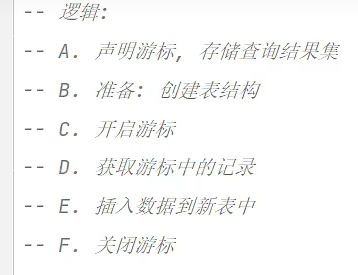 -- 逻辑:
-- A. 声明游标, 存储查询结果集
-- B. 准备: 创建表结构
-- C. 开启游标
-- D. 获取游标中的记录
-- E. 插入数据到新表中
-- F. 关闭游标